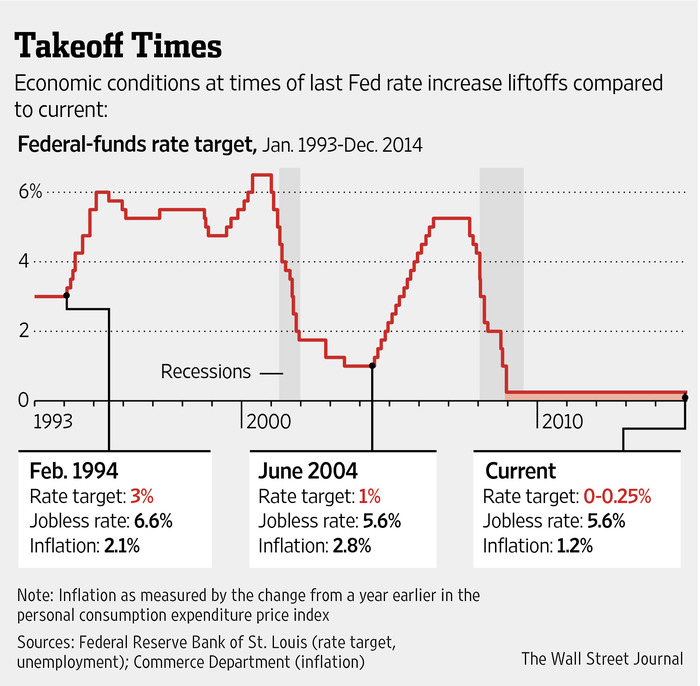 Takeoff Times
Economic conditions at times of last Fed rate increase liftoffs compared
to current:
Federal-funds rate target, Jan. 1993-Dec. 2014
6%
4
2
Recessions
0
1993
2000
2010
Feb. 1994
Rate target: 3%
Jobless rate: 6.6%
Inflation: 2.1%
June 2004
Rate target: 1%
Jobless rate: 5.6%
Inflation: 2.8%
Current
Rate target: 0-0.25%
Jobless rate: 5.6%
Inflation: 1.2%
Note: Inflation as measured by the change from a year earlier in the
personal consumption expenditure price index
Sources: Federal Reserve Bank of St. Louis (rate target,
unemployment); Commerce Department (inflation)
The Wall Street Journal